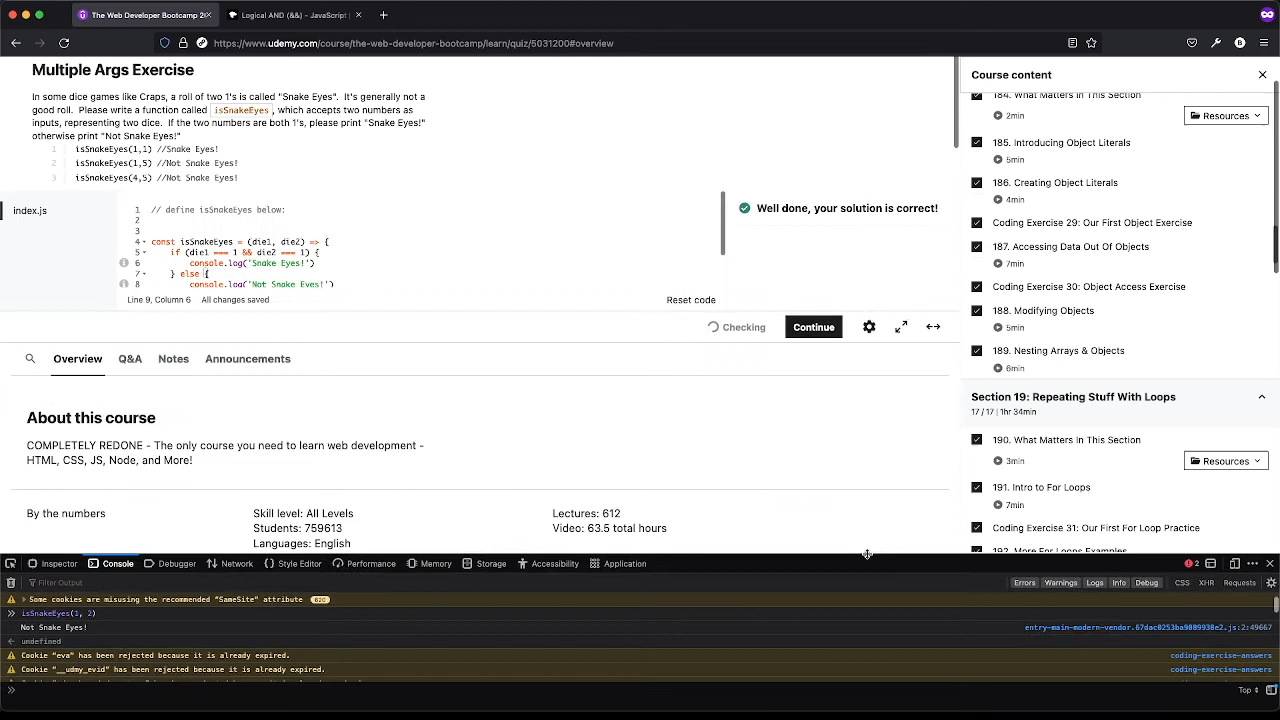 The Web Developer Bootcamp 20
Logical AND (&&) - JavaScript |
https://www.udemy.com/course/the-web-developer-bootcamp/learn/quiz/5031200#overview
Multiple Args Exercise
In some dice games like Craps, a roll of two 1's is called "Snake Eyes". It's generally not a
good roll. Please write a function called isSnakeEyes, which accepts two numbers as
inputs, representing two dice. If the two numbers are both 1's, please print "Snake Eyes!"
otherwise print "Not Snake Eyes!"
1 isSnakeEyes(1,1) //Snake Eyes!
2 isSnakeEyes(1,5) //Not Snake Eyes!
3 isSnakeEyes(4,5) //Not Snake Eyes!
index.js
1 // define isSnakeEyes below:
2
3
4 const isSnakeEyes = (die1, die2) => {
5 if (die1 === 1 && die2 === 1) {
6 console.log('Snake Eyes!')
7 } else {
8 console.log('Not Snake Eyes!')
Line 9, Column 6 All changes saved
Reset code
Well done, your solution is correct!
Checking
Continue
Overview
Q&A
Notes
Announcements
About this course
COMPLETELY REDONE - The only course you need to learn web development -
HTML, CSS, JS, Node, and More!
By the numbers
Skill level: All Levels
Students: 759613
Languages: English
Lectures: 612
Video: 63.5 total hours
Course content
184. What Matters In This Section
2min
Resources
185. Introducing Object Literals
5min
186. Creating Object Literals
4min
Coding Exercise 29: Our First Object Exercise
187. Accessing Data Out Of Objects
7min
Coding Exercise 30: Object Access Exercise
188. Modifying Objects
5min
189. Nesting Arrays & Objects
6min
Section 19: Repeating Stuff With Loops
17 / 17 | 1hr 34min
190. What Matters In This Section
3min
Resources
191. Intro to For Loops
7min
Coding Exercise 31: Our First For Loop Practice
192. More For Loops Examples
Inspector
Console
Debugger
Network
Style Editor
Performance
Memory
Storage
Accessibility
Application
2
Filter Output
Errors
Warnings
Logs
Info
Debug
CSS
XHR
Requests
Some cookies are misusing the recommended "SameSite" attribute 620
isSnakeEyes(1, 2)
Not Snake Eyes!
undefined
Cookie "eva" has been rejected because it is already expired.
coding-exercise-answers
Cookie "__udmy_evid" has been rejected because it is already expired.
coding-exercise-answers
Top